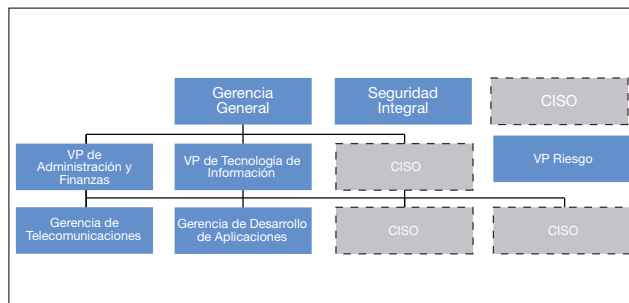 Gerencia
General
Seguridad
Integral
CISO
VP de
Administración y
Finanzas
VP de Tecnología de
Información
CISO
VP Riesgo
Gerencia de
Telecomunicaciones
Gerencia de Desarrollo
de Aplicaciones
CISO
CISO